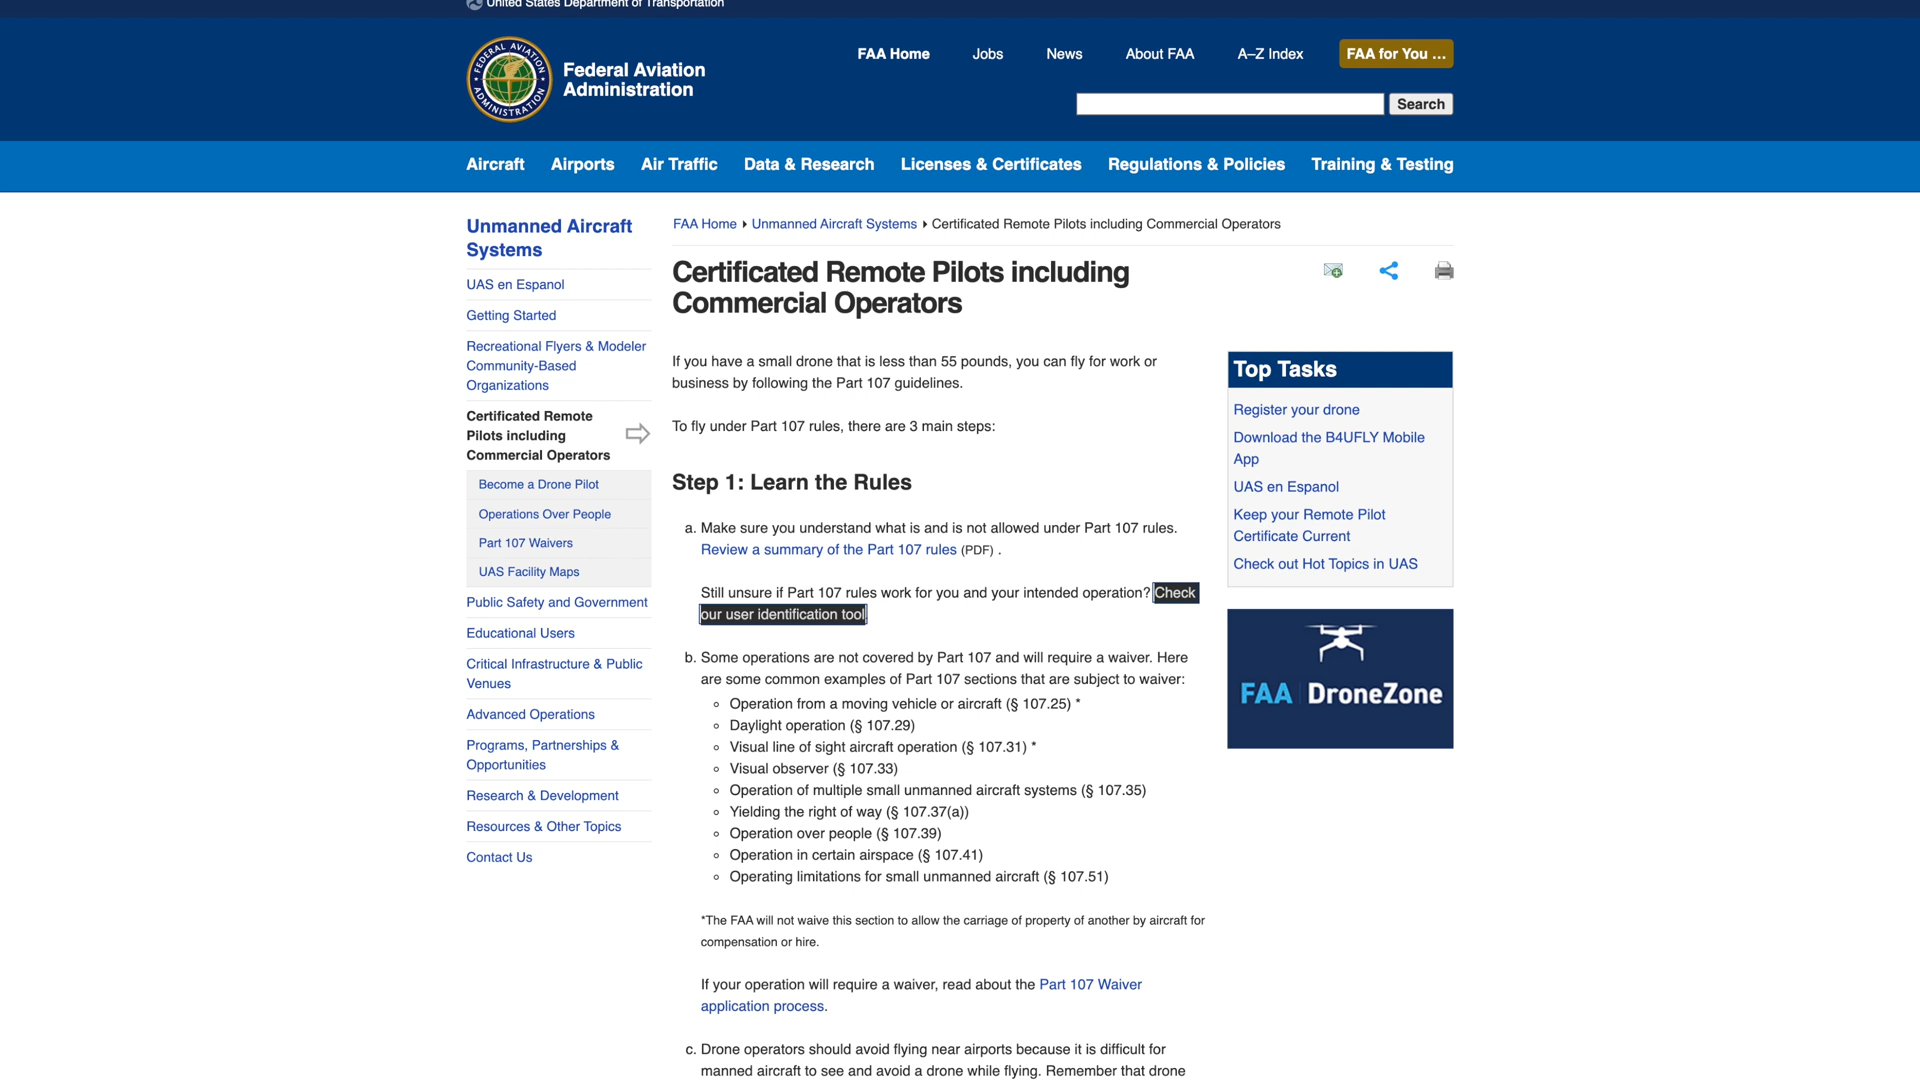 United States Department of Transportation
FEDERAL AVIATION ADMINISTRATION
Federal Aviation
Administration
FAA Home Jobs News About FAA A–Z Index FAA for You ...
Search
Aircraft Airports Air Traffic Data & Research Licenses & Certificates Regulations & Policies Training & Testing
Unmanned Aircraft
Systems
UAS en Espanol
Getting Started
Recreational Flyers & Modeler
Community-Based
Organizations
Certificated Remote
Pilots including
Commercial Operators
Become a Drone Pilot
Operations Over People
Part 107 Waivers
UAS Facility Maps
Public Safety and Government
Educational Users
Critical Infrastructure & Public
Venues
Advanced Operations
Programs, Partnerships &
Opportunities
Research & Development
Resources & Other Topics
Contact Us
FAA Home Unmanned Aircraft Systems Certificated Remote Pilots including Commercial Operators
Certificated Remote Pilots including
Commercial Operators
If you have a small drone that is less than 55 pounds, you can fly for work or
business by following the Part 107 guidelines.
To fly under Part 107 rules, there are 3 main steps:
Step 1: Learn the Rules
a. Make sure you understand what is and is not allowed under Part 107 rules.
Review a summary of the Part 107 rules (PDF) .
Still unsure if Part 107 rules work for you and your intended operation? Check
our user identification tool
b. Some operations are not covered by Part 107 and will require a waiver. Here
are some common examples of Part 107 sections that are subject to waiver:
Operation from a moving vehicle or aircraft (§ 107.25) *
Daylight operation (§ 107.29)
Visual line of sight aircraft operation (§ 107.31) *
Visual observer (§ 107.33)
Operation of multiple small unmanned aircraft systems (§ 107.35)
Yielding the right of way (§ 107.37(a))
Operation over people (§ 107.39)
Operation in certain airspace (§ 107.41)
Operating limitations for small unmanned aircraft (§ 107.51)
*The FAA will not waive this section to allow the carriage of property of another by aircraft for
compensation or hire.
If your operation will require a waiver, read about the Part 107 Waiver
application process.
c. Drone operators should avoid flying near airports because it is difficult for
manned aircraft to see and avoid a drone while flying. Remember that drone
Top Tasks
Register your drone
Download the B4UFLY Mobile
App
UAS en Espanol
Keep your Remote Pilot
Certificate Current
Check out Hot Topics in UAS
FAA DroneZone